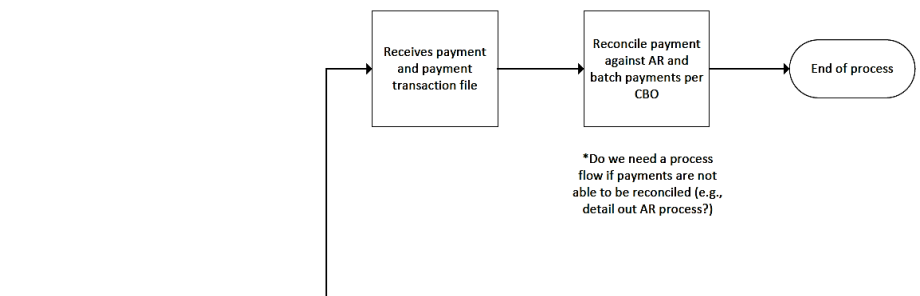 Receives payment
and payment
transaction file
Reconcile payment
against AR and
batch payments per
CBO
End of process
*Do we need a process
flow if payments are not
able to be reconciled (e.g.,
detail out AR process?)